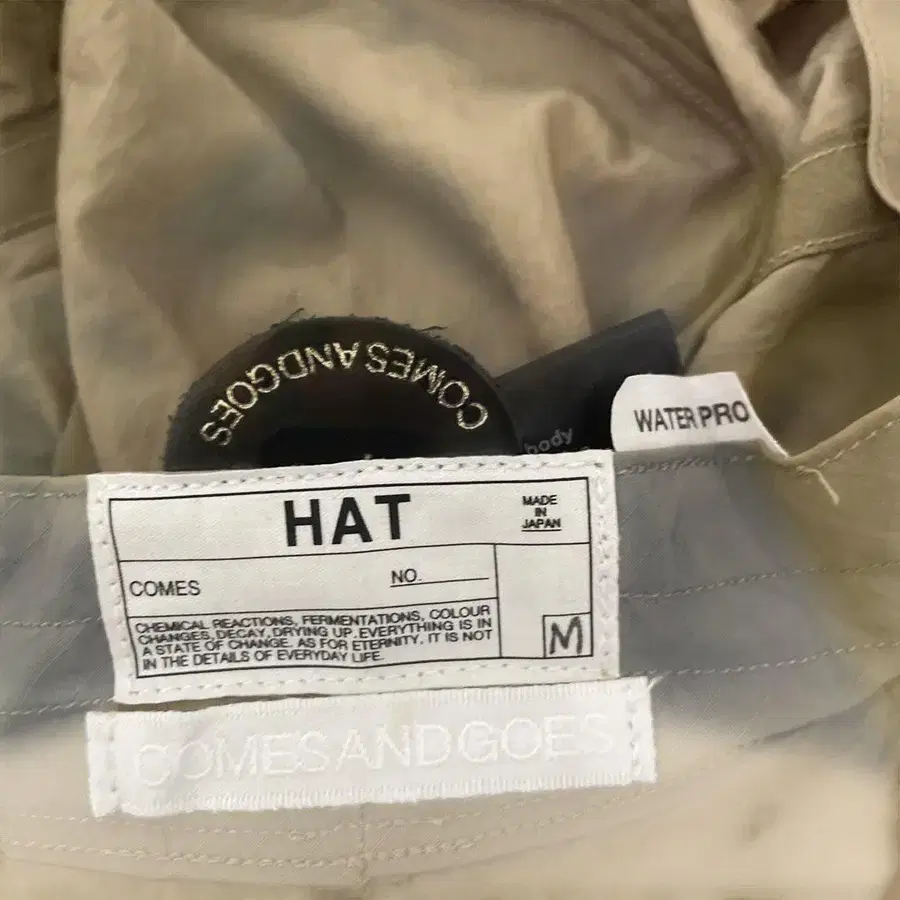 COMESANDGOES
body
WATER PRO
HAT
MADE
IN
JAPAN
COMES
NO.
CHEMICAL REACTIONS, FERMENTATIONS, COLOUR
CHANGES, DECAY, DRYING UP. EVERYTHING IS IN
A STATE OF CHANGE. AS FOR ETERNITY, IT IS NOT
IN THE DETAILS OF EVERYDAY LIFE.
M
COMESANDGOES